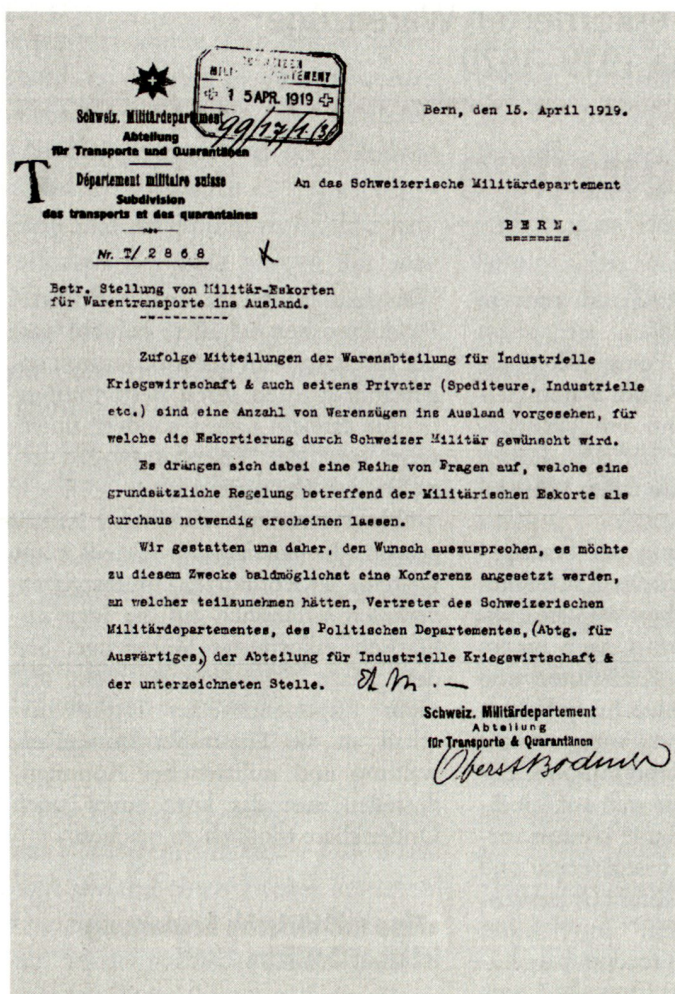 SCHWEIZER
MILITÄRDEPARTEMENT
15 APR. 1919
99/17/1.(3)
Schweiz. Militärdepartement
Abteilung
für Transporte und Quarantänen
T
Département militaire suisse
Subdivision
des transports et des quarantaines
Nr. T/ 2 8 6 8
Bern, den 15. April 1919.
An das Schweizerische Militärdepartement
B E R N .
Betr. Stellung von Militär-Eskorten
für Warentransporte ins Ausland.
Zufolge Mitteilungen der Warenabteilung für Industrielle
Kriegswirtschaft & auch seitens Privater (Spediteure, Industrielle
etc.) sind eine Anzahl von Warenzügen ins Ausland vorgesehen, für
welche die Eskortierung durch Schweizer Militär gewünscht wird.
Es drängen sich dabei eine Reihe von Fragen auf, welche eine
grundsätzliche Regelung betreffend der Militärischen Eskorte als
durchaus notwendig erscheinen lassen.
Wir gestatten uns daher, den Wunsch auszusprechen, es möchte
zu diesem Zwecke baldmöglichst eine Konferenz angesetzt werden,
an welcher teilzunehmen hätten, Vertreter des Schweizerischen
Militärdepartementes, des Politischen Departementes, (Abtg. für
Auswärtiges,) der Abteilung für Industrielle Kriegswirtschaft &
der unterzeichneten Stelle.
Schweiz. Militärdepartement
Abteilung
für Transporte & Quarantänen
Oberst Bodmer